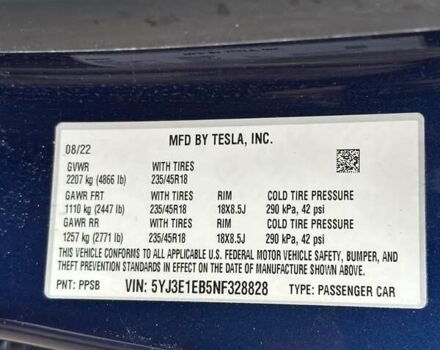 MFD BY TESLA, INC.
08/22
GVWR WITH TIRES
2207 kg (4866 lb) 235/45R18
GAWR FRT WITH TIRES RIM COLD TIRE PRESSURE
1110 kg (2447 lb) 235/45R18 18X8.5J 290 kPa, 42 psi
GAWR RR WITH TIRES RIM COLD TIRE PRESSURE
1257 kg (2771 lb) 235/45R18 18X8.5J 290 kPa, 42 psi
THIS VEHICLE CONFORMS TO ALL APPLICABLE U.S. FEDERAL MOTOR VEHICLE SAFETY, BUMPER, AND
THEFT PREVENTION STANDARDS IN EFFECT ON THE DATE OF MANUFACTURE SHOWN ABOVE.
PNT: PPSB VIN: 5YJ3E1EB5NF328828 TYPE: PASSENGER CAR